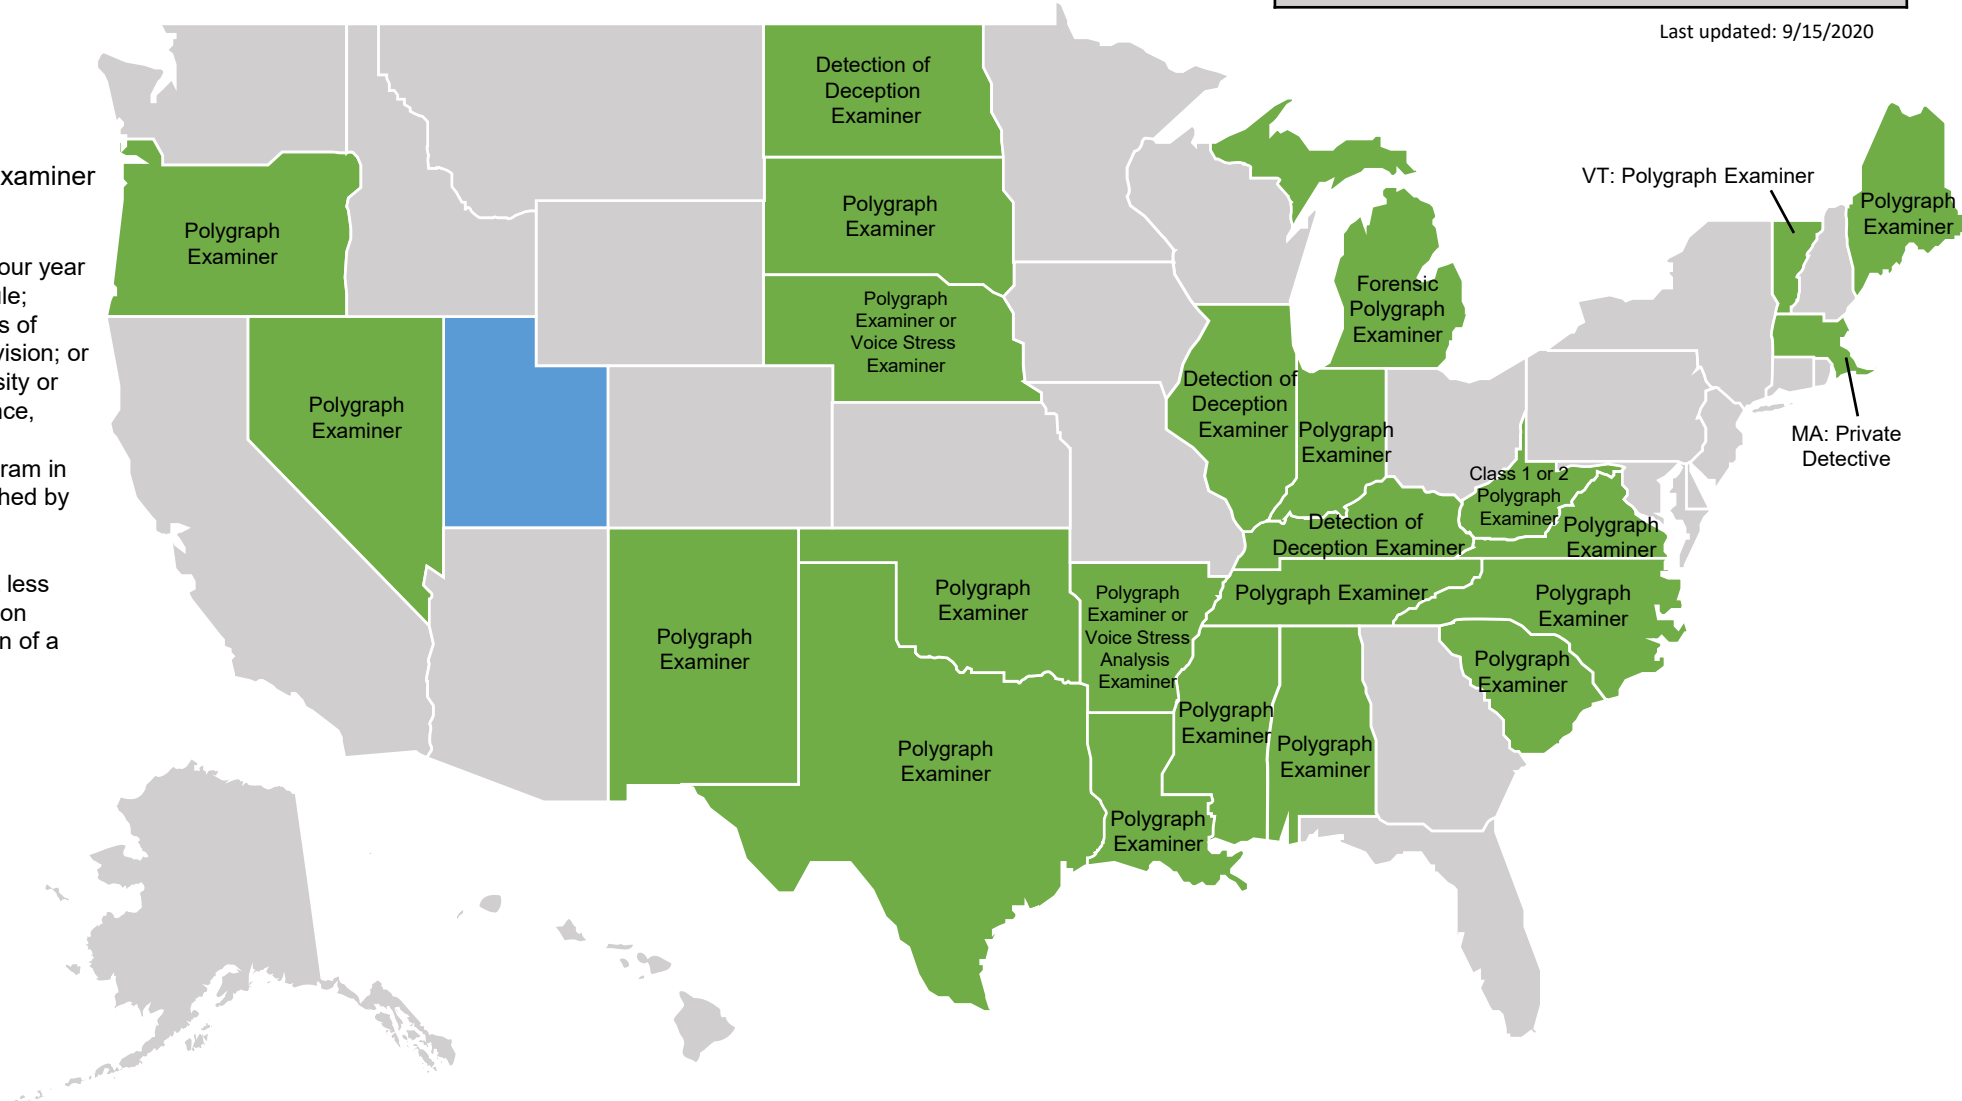 Last updated: 9/15/2020
Detection of
Deception
Examiner
VT: Polygraph Examiner
xaminer
Polygraph
Examiner
Polygraph
Examiner
Polygraph
Examiner
our year
le;
s of
vision; or
sity or
nce,
ram in
hed by
less
on
n of a
Forensic
Polygraph
Examiner
Polygraph
Examiner or
Voice Stress
Examiner
Detection of
Deception
Examiner
Polygraph
Examiner
Polygraph
Examiner
MA: Private
Detective
Class 1 or 2
Polygraph
Examiner
Polygraph
Examiner
Detection of
Deception Examiner
Polygraph
Examiner
Polygraph
Examiner or
Voice Stress
Analysis
Examiner
Polygraph Examiner
Polygraph
Examiner
Polygraph
Examiner
Polygraph
Examiner
Polygraph
Examiner
Polygraph
Examiner
Polygraph
Examiner
Polygraph
Examiner